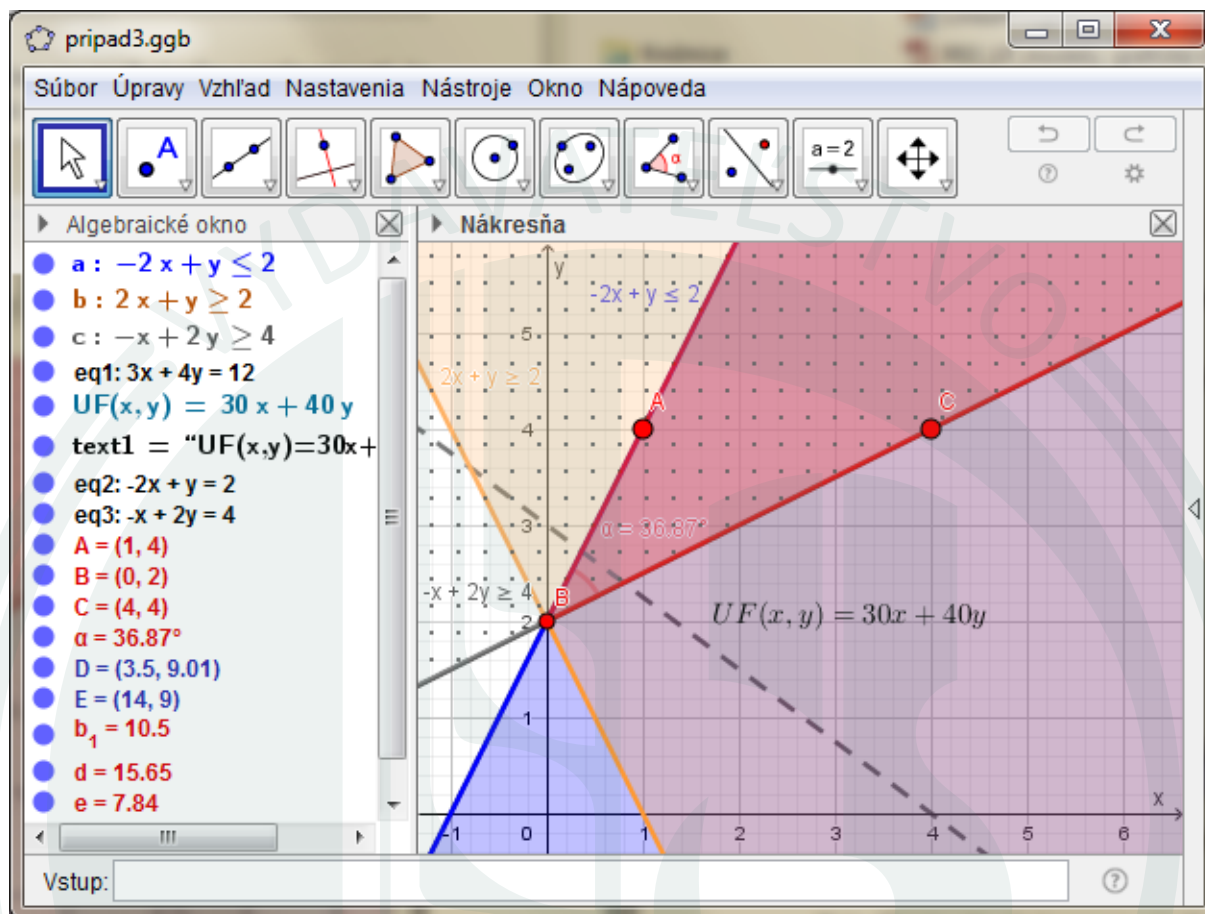 pripad3.ggb
Súbor Úpravy Vzhľad Nastavenia Nástroje Okno Nápoveda
A
α
a = 2
Algebraické okno
Nákresňa
a : −2 x + y ≤ 2
b : 2 x + y ≥ 2
c : −x + 2 y ≥ 4
eq1: 3x + 4y = 12
UF(x, y) = 30 x + 40 y
text1 = “UF(x,y)=30x+
eq2: -2x + y = 2
eq3: -x + 2y = 4
A = (1, 4)
B = (0, 2)
C = (4, 4)
α = 36.87°
D = (3.5, 9.01)
E = (14, 9)
b₁ = 10.5
d = 15.65
e = 7.84
y
-2x + y ≤ 2
5
2x + y ≥ 2
A
C
4
3
α = 36.87°
-x + 2y ≥ 4
B
2
UF(x, y) = 30x + 40y
1
x
-1 0 1 2 3 4 5 6
Vstup:
VYDAVATEĽSTVO